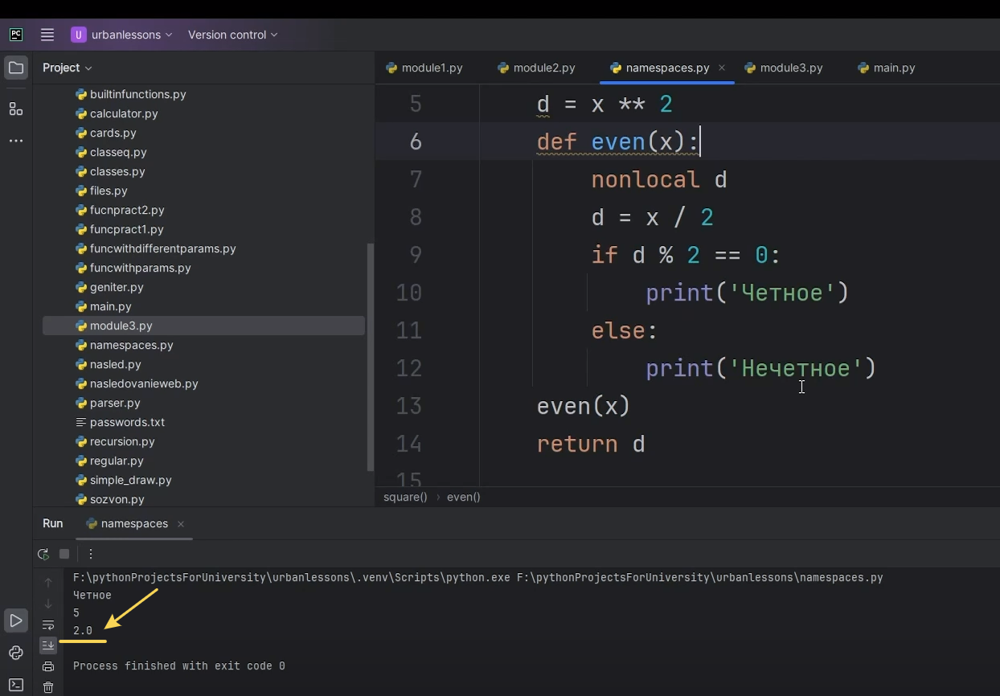 PC
U urbanlessons Version control
Project
builtinfunctions.py
calculator.py
cards.py
classeq.py
classes.py
files.py
fucnpract2.py
funcpract1.py
funcwithdifferentparams.py
funcwithparams.py
geniter.py
main.py
module3.py
namespaces.py
nasled.py
nasledovanieweb.py
parser.py
passwords.txt
recursion.py
regular.py
simple_draw.py
sozvon.py
module1.py module2.py namespaces.py × module3.py main.py
5 d = x ** 2
6 def even(x):
7 nonlocal d
8 d = x / 2
9 if d % 2 == 0:
10 print('Четное')
11 else:
12 print('Нечетное')
13 even(x)
14 return d
15
square() › even()
Run namespaces ×
F:\pythonProjectsForUniversity\urbanlessons\.venv\Scripts\python.exe F:\pythonProjectsForUniversity\urbanlessons\namespaces.py
Четное
5
2.0
Process finished with exit code 0